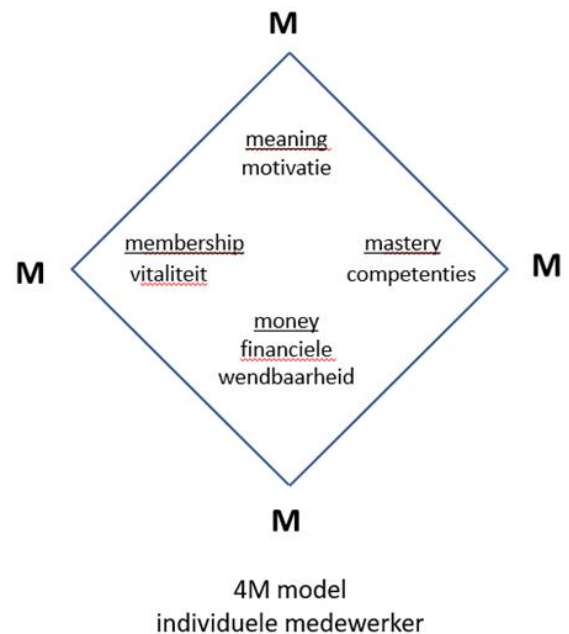 M
meaning
motivatie
membership
vitaliteit
mastery
competenties
M
M
money
financiele
wendbaarheid
M
4M model
individuele medewerker